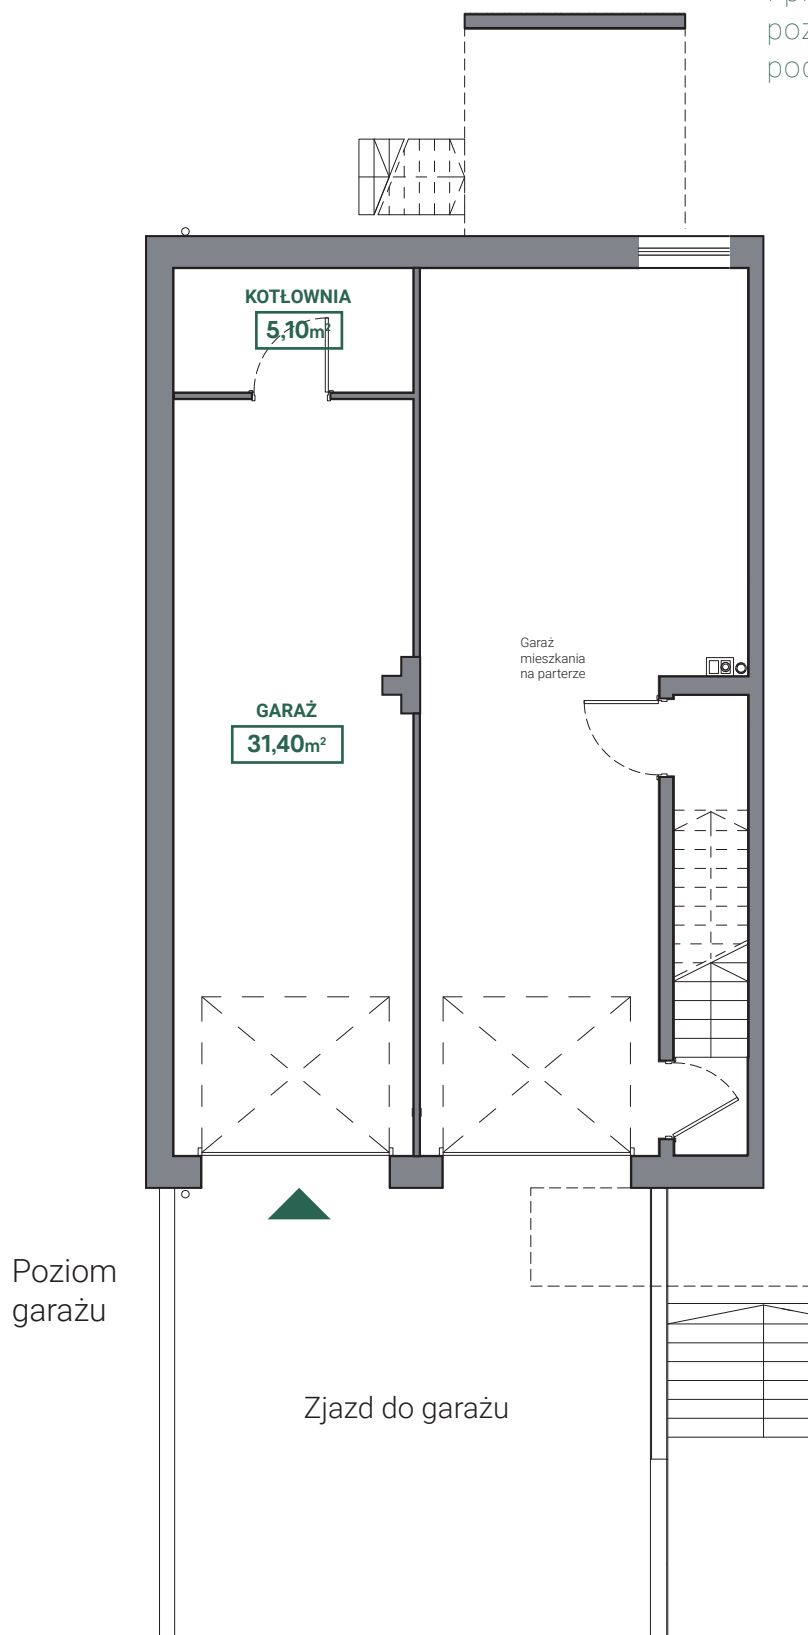 KOTŁOWNIA
5,10m²
Garaż
mieszkania
na parterze
GARAŻ
31,40m²
Poziom
garażu
Zjazd do garażu